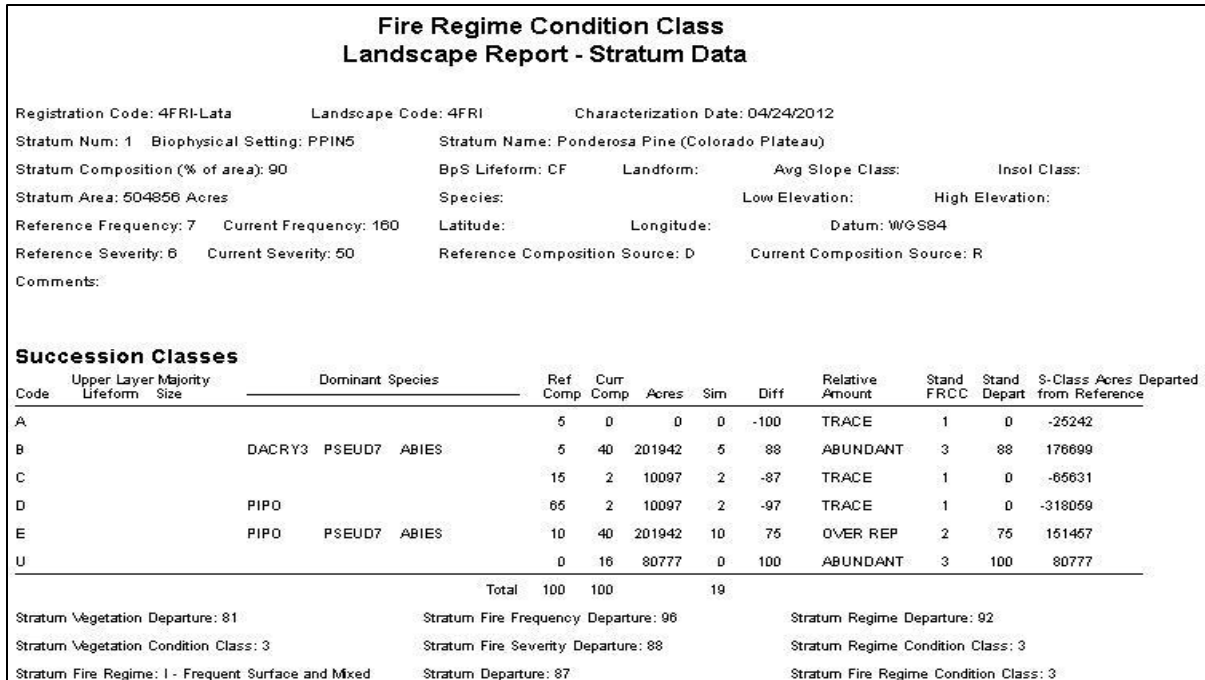 Fire Regime Condition Class
Landscape Report - Stratum Data
Registration Code: 4FRI-Lata Landscape Code: 4FRI Characterization Date: 04/24/2012
Stratum Num: 1 Biophysical Setting: PPIN5 Stratum Name: Ponderosa Pine (Colorado Plateau)
Stratum Composition (% of area): 90 BpS Lifeform: CF Landform: Avg Slope Class: Insol Class:
Stratum Area: 504856 Acres Species: Low Elevation: High Elevation:
Reference Frequency: 7 Current Frequency: 160 Latitude: Longitude: Datum: WGS84
Reference Severity: 6 Current Severity: 50 Reference Composition Source: D Current Composition Source: R
Comments:
Succession Classes
Upper Layer Majority Dominant Species Ref Curr Relative Stand Stand S-Class Acres Departed
Code Lifeform Size Comp Comp Acres Sim Diff Amount FRCC Depart from Reference
A 5 0 0 0 -100 TRACE 1 0 -25242
B DACRY3 PSEUD7 ABIES 5 40 201942 5 88 ABUNDANT 3 88 176699
C 15 2 10097 2 -87 TRACE 1 0 -65631
D PIPO 65 2 10097 2 -97 TRACE 1 0 -318059
E PIPO PSEUD7 ABIES 10 40 201942 10 75 OVER REP 2 75 151457
U 0 16 80777 0 100 ABUNDANT 3 100 80777
Total 100 100 19
Stratum Vegetation Departure: 81 Stratum Fire Frequency Departure: 96 Stratum Regime Departure: 92
Stratum Vegetation Condition Class: 3 Stratum Fire Severity Departure: 88 Stratum Regime Condition Class: 3
Stratum Fire Regime: I - Frequent Surface and Mixed Stratum Departure: 87 Stratum Fire Regime Condition Class: 3